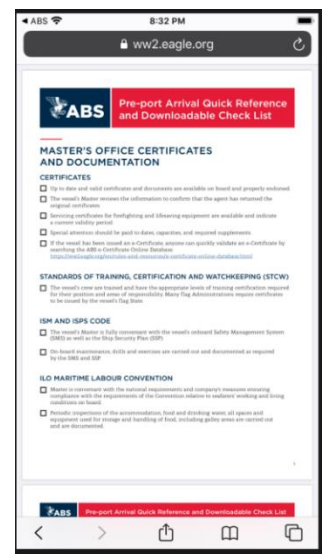 ABS
8:32 PM
ww2.eagle.org
ABS
Pre-port Arrival Quick Reference
and Downloadable Check List
MASTER'S OFFICE CERTIFICATES
AND DOCUMENTATION
CERTIFICATES
Up to date and valid certificates and documents are available on board and properly endorsed
The vessel's Master reviews the information to confirm that the agent has returned the
original certificates
Servicing certificates for firefighting and lifesaving equipment are available and indicate
a current validity period
Special attention should be paid to dates, capacities, and required supplements
If the vessel has been issued an e-Certificate, anyone can quickly validate an e-Certificate by
searching the ABS e-Certificate Online Database:
STANDARDS OF TRAINING, CERTIFICATION AND WATCHKEEPING (STCW)
The vessel's crew are trained and have the appropriate levels of training certification required
for their position and areas of responsibility. Many flag Administrations require certificates
to be issued by the vessel's flag State.
ISM AND ISPS CODE
The vessel's Master is fully conversant with the vessel's onboard Safety Management System
(SMS) as well as the Ship Security Plan (SSP)
On-board maintenance, drills and exercises are carried out and documented as required
by the SMS and SSP
ILO MARITIME LABOUR CONVENTION
Master is conversant with the national requirements and company's measures ensuring
compliance with the requirements of the Convention relative to seafarers' working and living
conditions on board.
Periodic inspections of the accommodation, food and drinking water, all spaces and
equipment used for storage and handling of food, including galley areas are carried out
and are documented.
ABS
Pre-port Arrival Quick Reference and Downloadable Check List